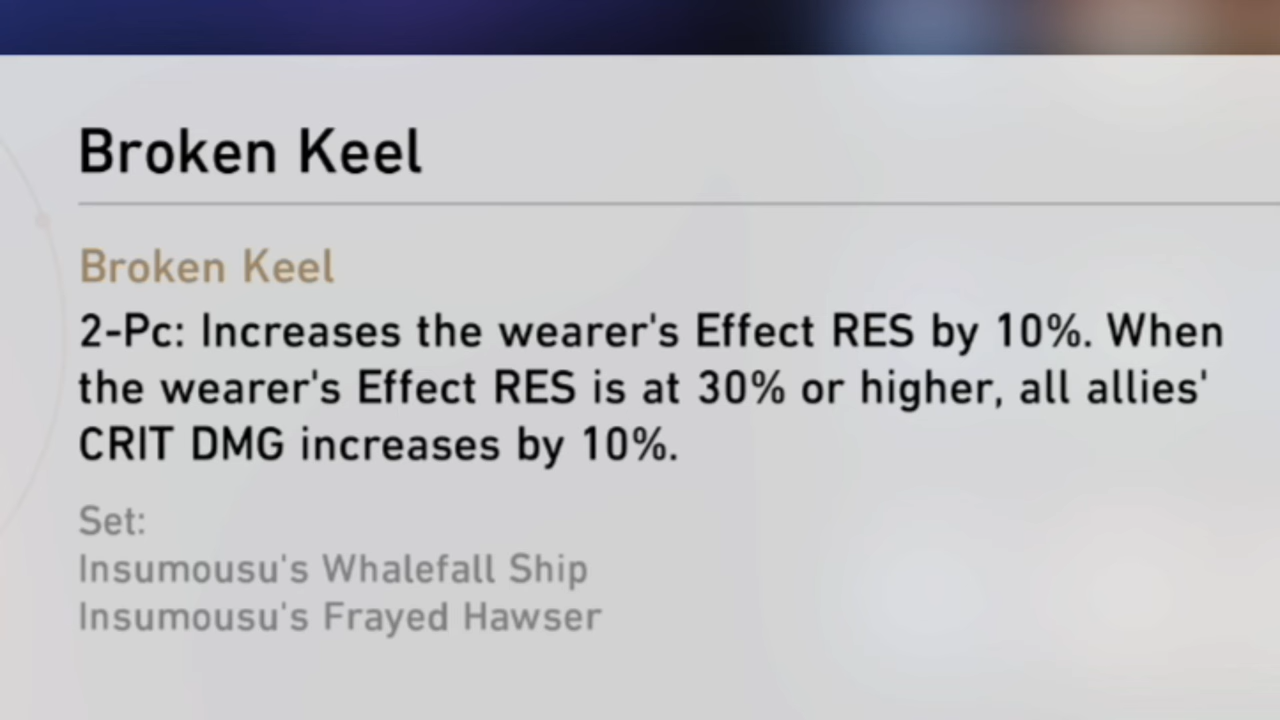 Broken Keel
Broken Keel
2-Pc: Increases the wearer's Effect RES by 10%. When
the wearer's Effect RES is at 30% or higher, all allies'
CRIT DMG increases by 10%.
Set:
Insumousu's Whalefall Ship
Insumousu's Frayed Hawser